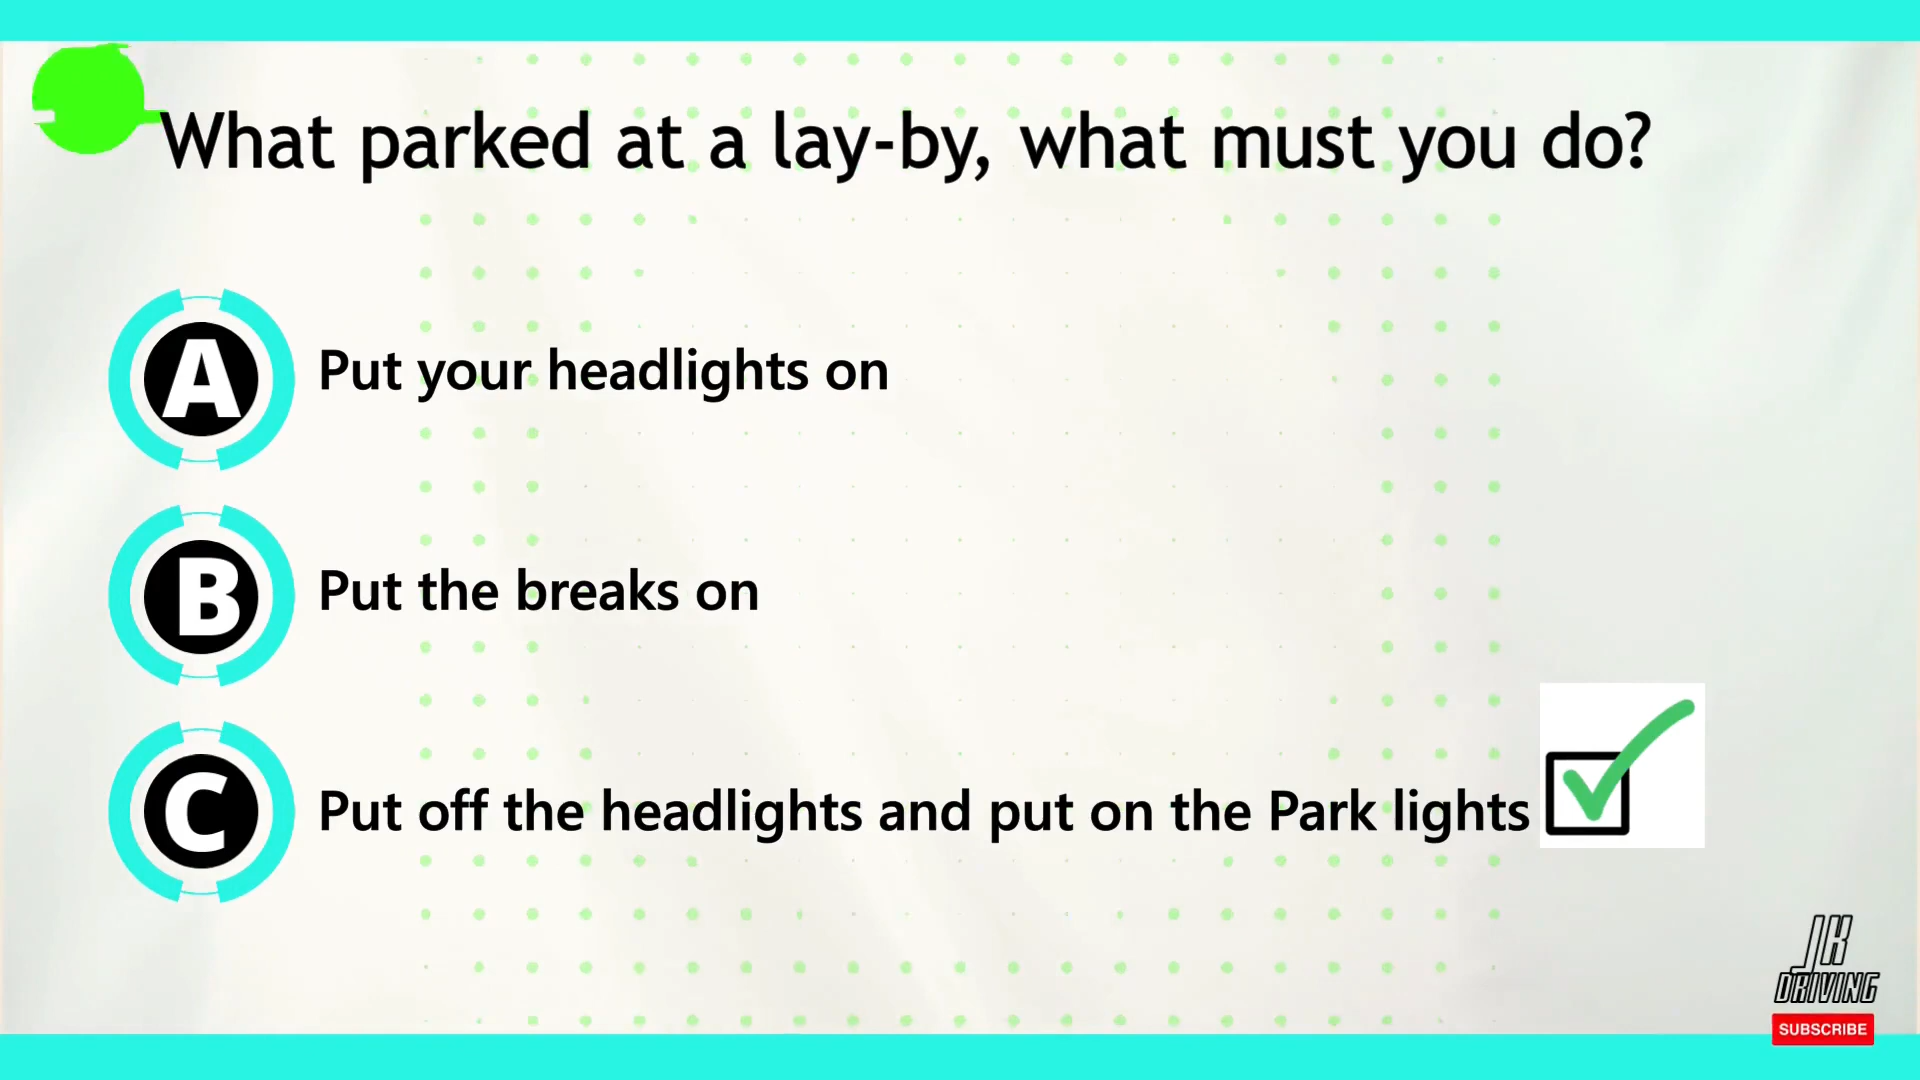 What parked at a lay-by, what must you do?
A
Put your headlights on
B
Put the breaks on
C
Put off the headlights and put on the Park lights
JK
DRIVING
SUBSCRIBE